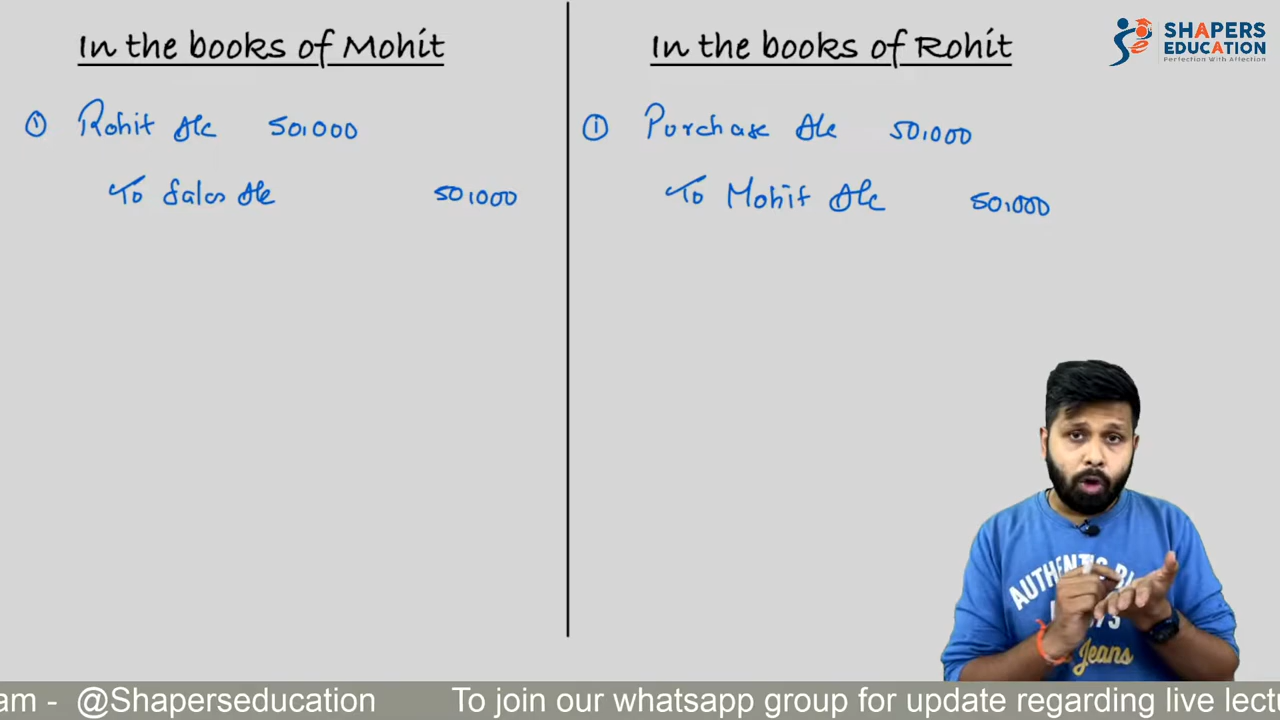 In the books of Mohit
① Rohit A/c 50,000
To Sales A/c 50,000
In the books of Rohit
① Purchase A/c 50,000
To Mohit A/c 50,000
SHAPERS
EDUCATION
Perfection With Affection
AUTHENTIC
Jeans
am - @Shaperseducation To join our whatsapp group for update regarding live lectu